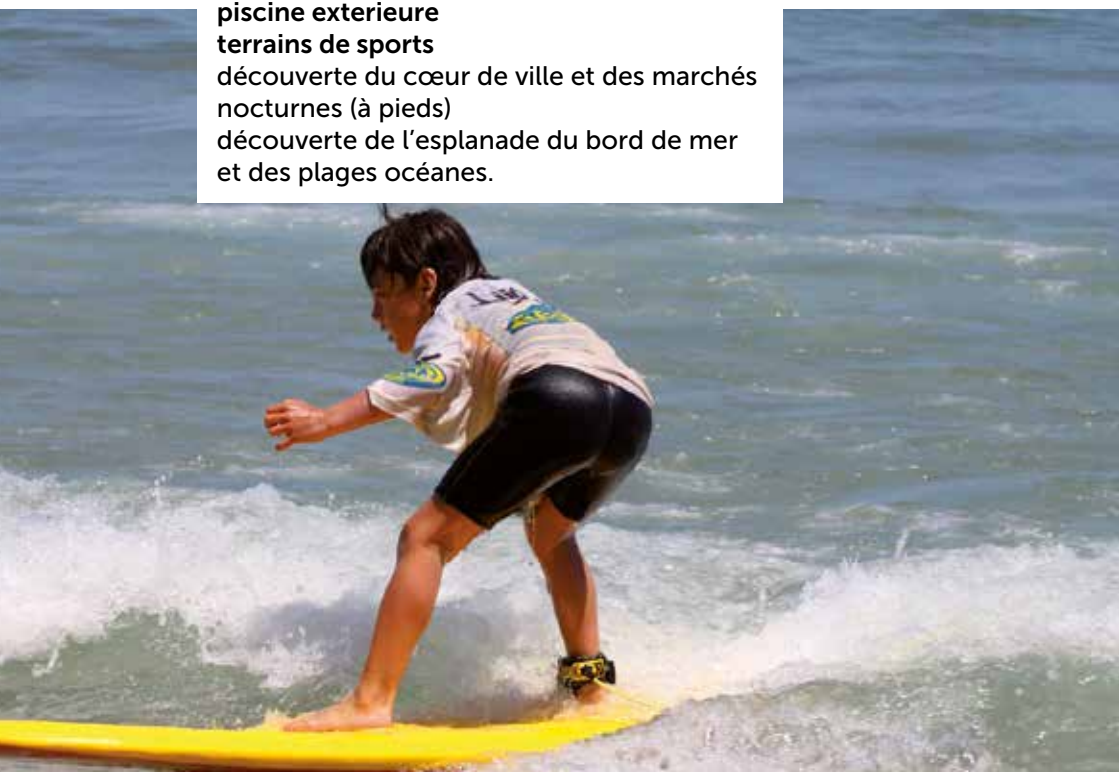 piscine exterieure
terrains de sports
découverte du cœur de ville et des marchés
nocturnes (à pieds)
découverte de l'esplanade du bord de mer
et des plages océanes.